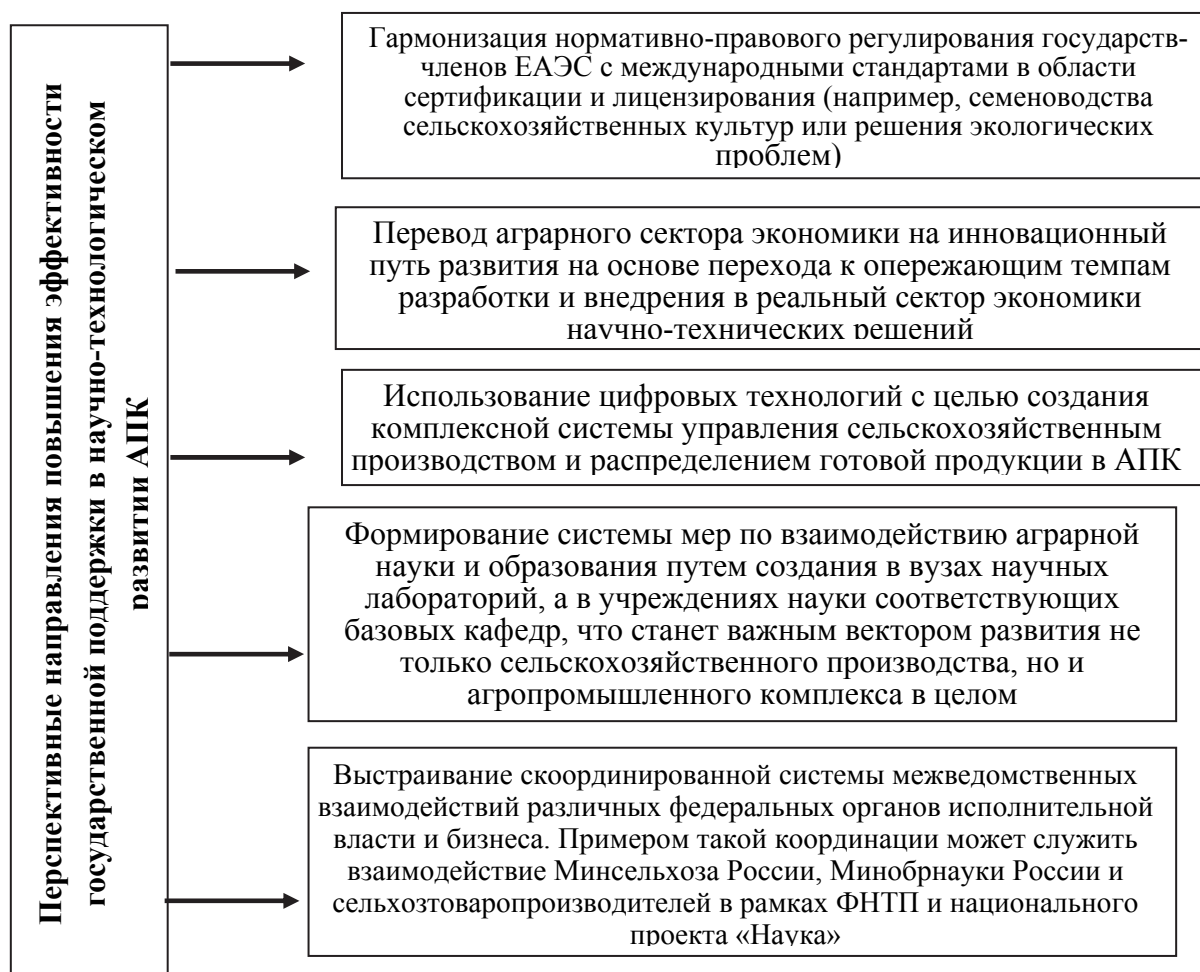 Перспективные направления повышения эффективности
государственной поддержки в научно-технологическом
развитии АПК
Гармонизация нормативно-правового регулирования государств-
членов ЕАЭС с международными стандартами в области
сертификации и лицензирования (например, семеноводства
сельскохозяйственных культур или решения экологических
проблем)
Перевод аграрного сектора экономики на инновационный
путь развития на основе перехода к опережающим темпам
разработки и внедрения в реальный сектор экономики
научно-технических решений
Использование цифровых технологий с целью создания
комплексной системы управления сельскохозяйственным
производством и распределением готовой продукции в АПК
Формирование системы мер по взаимодействию аграрной
науки и образования путем создания в вузах научных
лабораторий, а в учреждениях науки соответствующих
базовых кафедр, что станет важным вектором развития не
только сельскохозяйственного производства, но и
агропромышленного комплекса в целом
Выстраивание скоординированной системы межведомственных
взаимодействий различных федеральных органов исполнительной
власти и бизнеса. Примером такой координации может служить
взаимодействие Минсельхоза России, Минобрнауки России и
сельхозтоваропроизводителей в рамках ФНТП и национального
проекта «Наука»